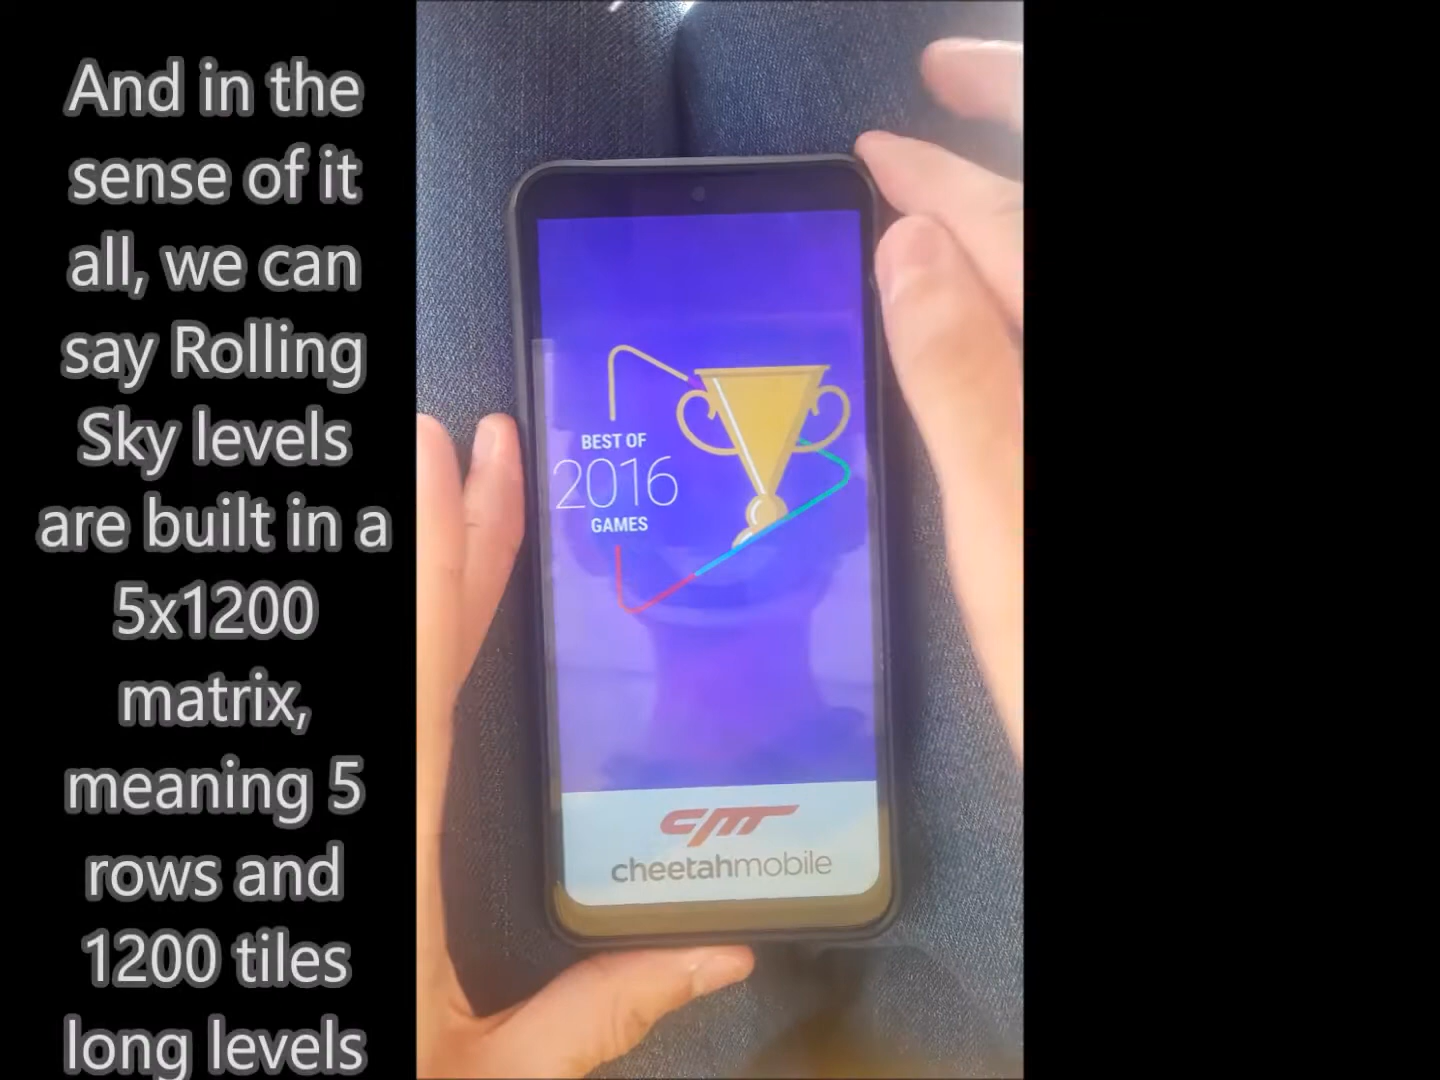 And in the
sense of it
all, we can
say Rolling
Sky levels
are built in a
5x1200
matrix,
meaning 5
rows and
1200 tiles
long levels
BEST OF
2016
GAMES
cm
cheetahmobile